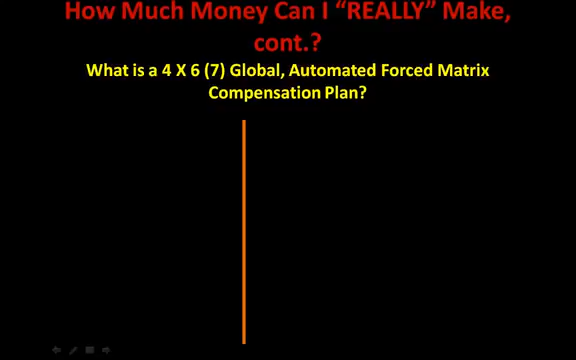 How Much Money Can I “REALLY” Make,
cont.?
What is a 4 X 6 (7) Global, Automated Forced Matrix
Compensation Plan?